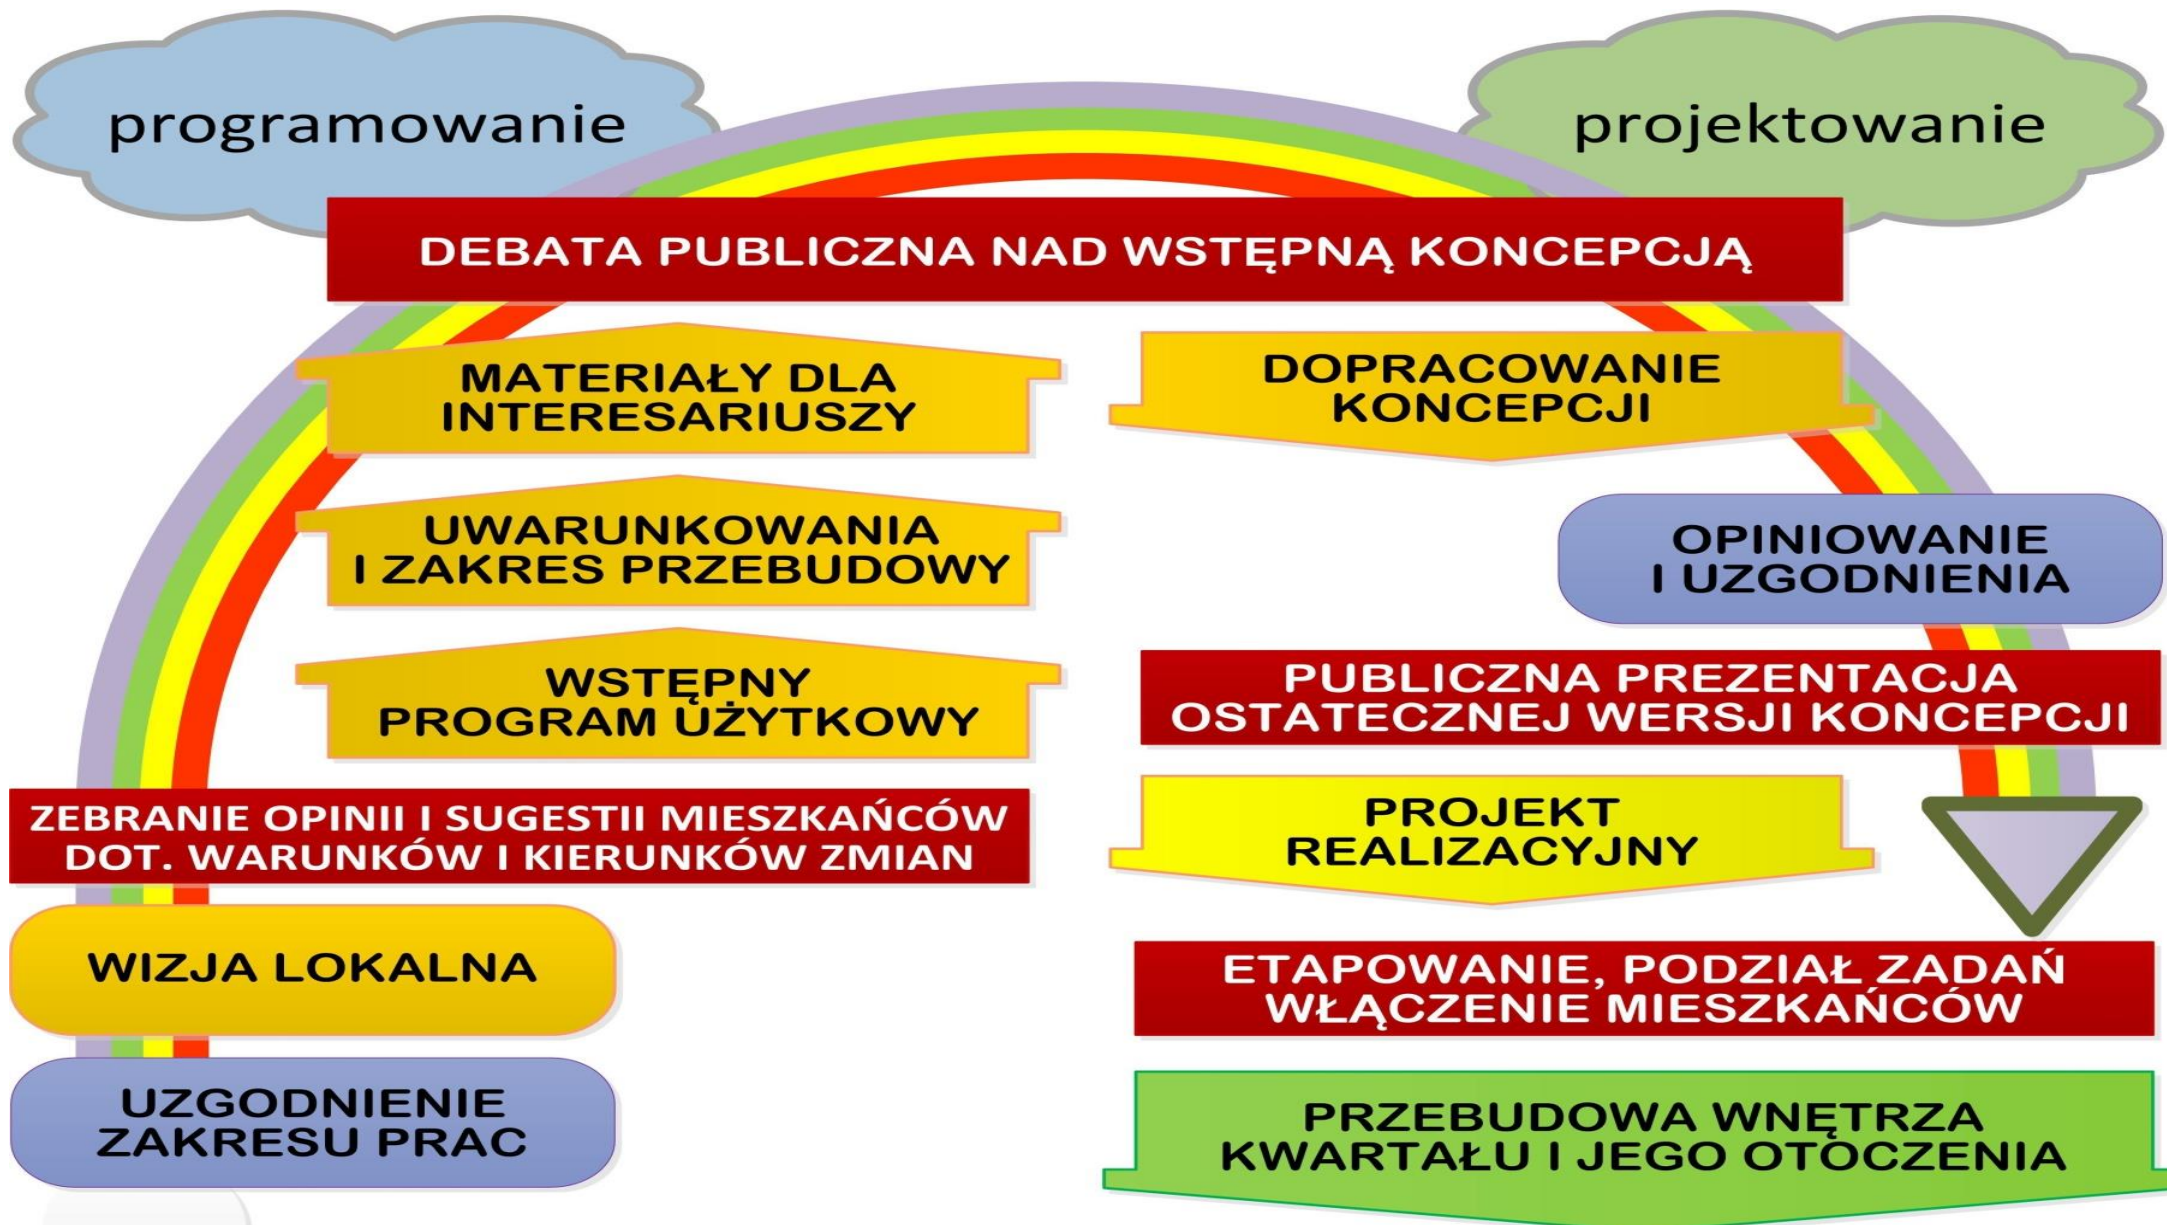 programowanie
projektowanie
DEBATA PUBLICZNA NAD WSTĘPNĄ KONCEPCJĄ
MATERIAŁY DLA
INTERESARIUSZY
UWARUNKOWANIA
I ZAKRES PRZEBUDOWY
WSTĘPNY
PROGRAM UŻYTKOWY
ZEBRANIE OPINII I SUGESTII MIESZKAŃCÓW
DOT. WARUNKÓW I KIERUNKÓW ZMIAN
WIZJA LOKALNA
UZGODNIENIE
ZAKRESU PRAC
DOPRACOWANIE
KONCEPCJI
OPINIOWANIE
I UZGODNIENIA
PUBLICZNA PREZENTACJA
OSTATECZNEJ WERSJI KONCEPCJI
PROJEKT
REALIZACYJNY
ETAPOWANIE, PODZIAŁ ZADAŃ
WŁĄCZENIE MIESZKAŃCÓW
PRZEBUDOWA WNĘTRZA
KWARTAŁU I JEGO OTOCZENIA